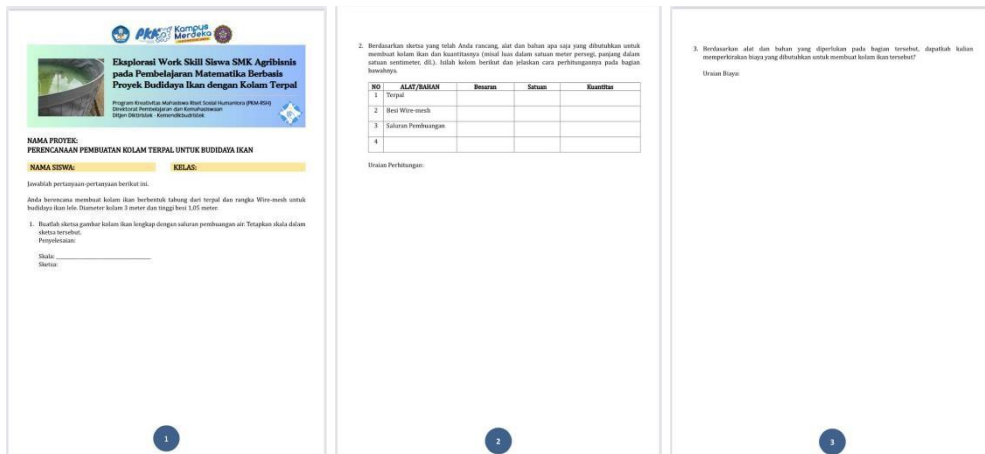 PKM Kampus Merdeka
Eksplorasi Work Skill Siswa SMK Agribisnis
pada Pembelajaran Matematika Berbasis
Proyek Budidaya Ikan dengan Kolam Terpal
Program Kreativitas Mahasiswa Riset Sosial Humaniora (PKM-RSH)
Direktorat Pembelajaran dan Kemahasiswaan
Ditjen Diktiristek - Kemendikbudristek
NAMA PROYEK:
PERENCANAAN PEMBUATAN KOLAM TERPAL UNTUK BUDIDAYA IKAN
NAMA SISWA: KELAS:
Jawablah pertanyaan-pertanyaan berikut ini.
Anda berencana membuat kolam ikan berbentuk tabung dari terpal dan rangka Wire-mesh untuk
budidaya ikan lele. Diameter kolam 3 meter dan tinggi besi 1,05 meter.
1. Buatlah sketsa gambar kolam ikan lengkap dengan saluran pembuangan air. Tetapkan skala dalam
sketsa tersebut.
Penyelesaian:
Skala:
Sketsa:
1
2. Berdasarkan sketsa yang telah Anda rancang, alat dan bahan apa saja yang dibutuhkan untuk
membuat kolam ikan dan kuantitasnya (misal luas dalam satuan meter persegi, panjang dalam
satuan sentimeter, dll.). Isilah kolom berikut dan jelaskan cara perhitungannya pada bagian
bawahnya.
NO ALAT/BAHAN Besaran Satuan Kuantitas
1 Terpal
2 Besi Wire-mesh
3 Saluran Pembuangan
4
Uraian Perhitungan:
2
3. Berdasarkan alat dan bahan yang diperlukan pada bagian tersebut, dapatkah kalian
memperkirakan biaya yang dibutuhkan untuk membuat kolam ikan tersebut?
Uraian Biaya:
3